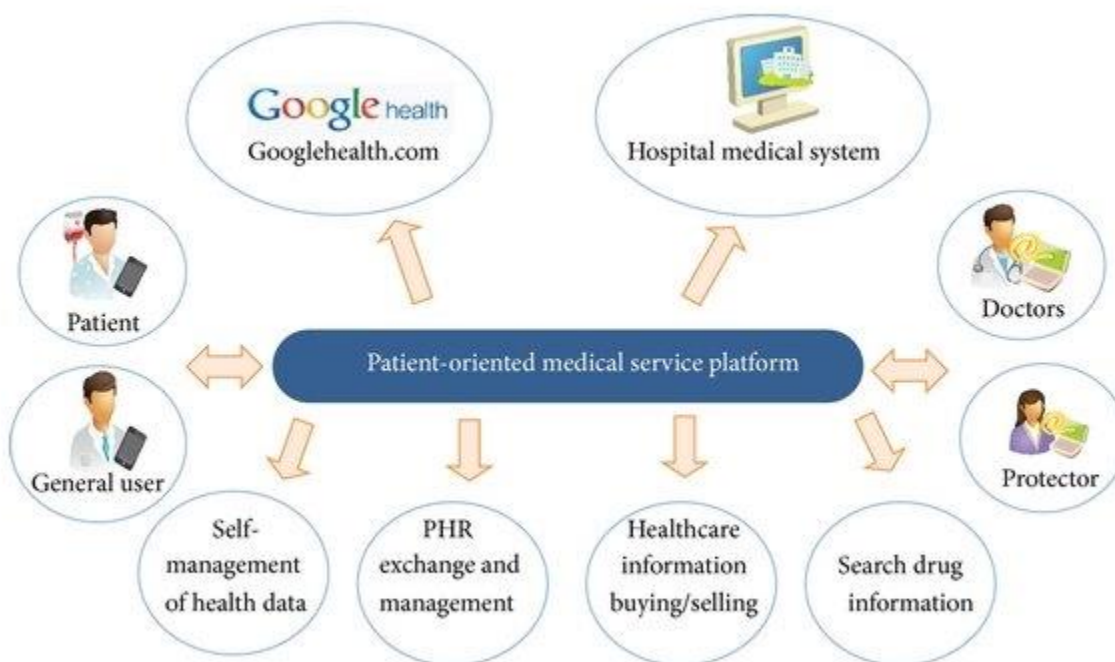 Google health
Googlehealth.com
Hospital medical system
Patient
Doctors
Patient-oriented medical service platform
General user
Protector
Self-
management
of health data
PHR
exchange and
management
Healthcare
information
buying/selling
Search drug
information